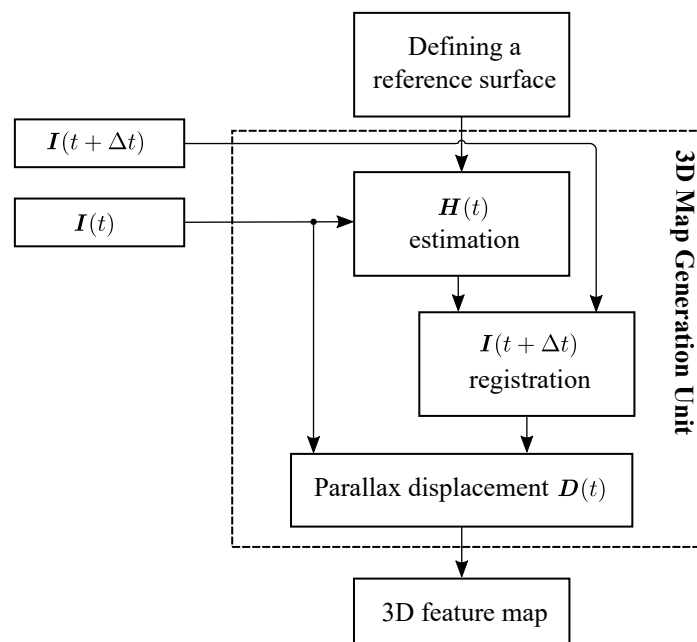 Defining a
reference surface
I(t + Δt)
I(t)
H(t)
estimation
I(t + Δt)
registration
Parallax displacement D(t)
3D feature map
3D Map Generation Unit